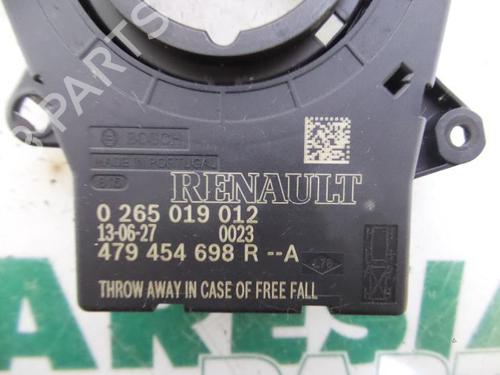 BOSCH
MADE IN PORTUGAL
RENAULT
0 265 019 012
13-06-27 0023
479 454 698 R --A
THROW AWAY IN CASE OF FREE FALL
PARTS